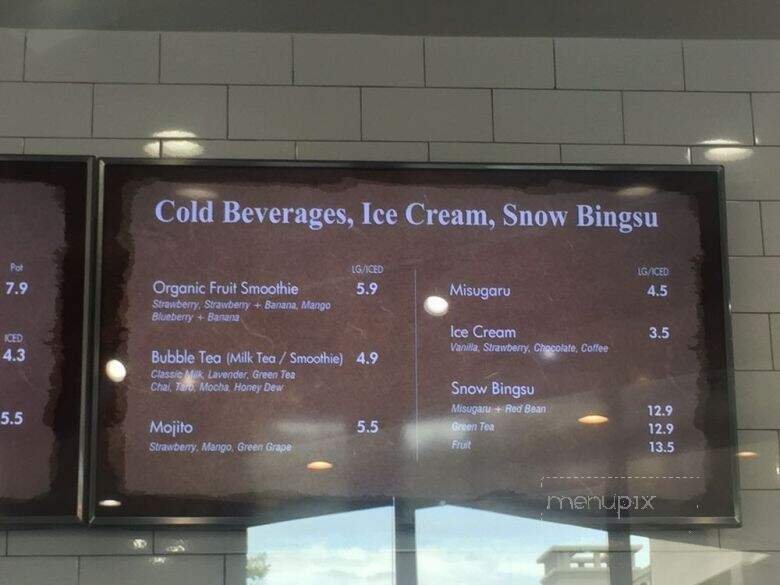 Pot
7.9
ICED
4.3
5.5
Cold Beverages, Ice Cream, Snow Bingsu
LG/ICED
Organic Fruit Smoothie 5.9
Strawberry, Strawberry + Banana, Mango
Blueberry + Banana
Bubble Tea (Milk Tea / Smoothie) 4.9
Classic Milk, Lavender, Green Tea
Chai, Taro, Mocha, Honey Dew
Mojito 5.5
Strawberry, Mango, Green Grape
LG/ICED
Misugaru 4.5
Ice Cream 3.5
Vanilla, Strawberry, Chocolate, Coffee
Snow Bingsu
Misugaru + Red Bean 12.9
Green Tea 12.9
Fruit 13.5
menupix